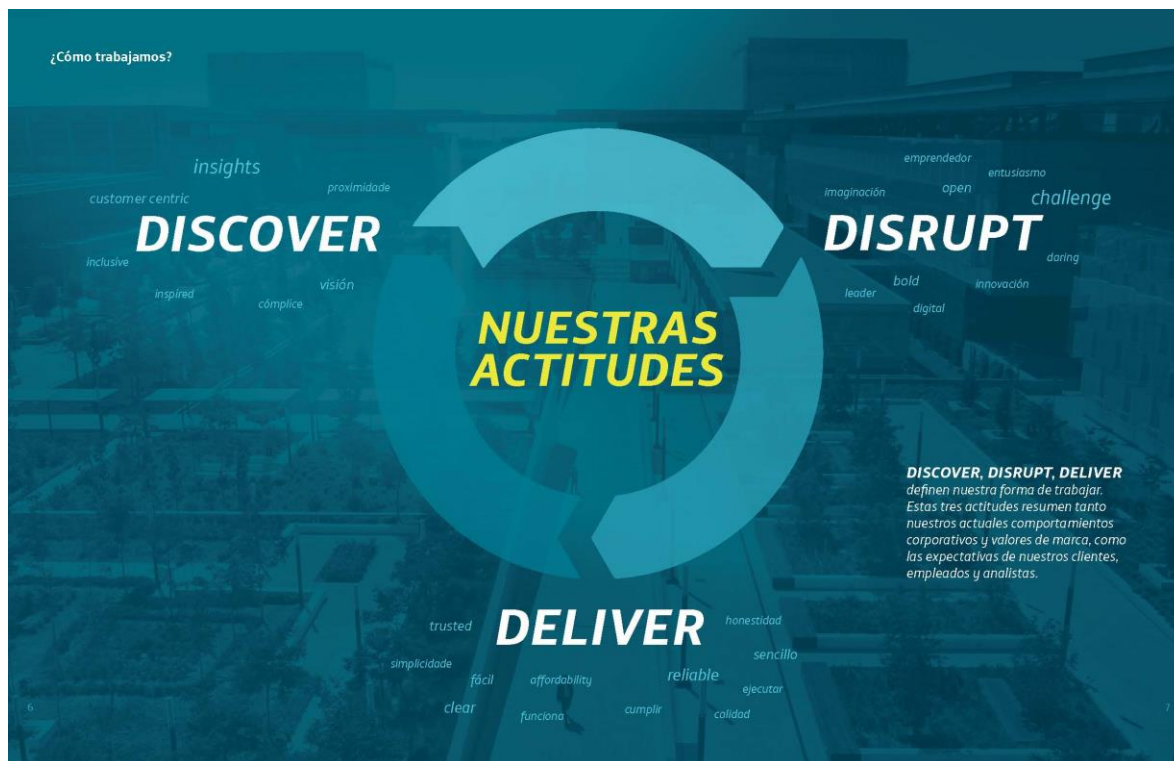 ¿Cómo trabajamos?
insights
customer centric
proximidade
DISCOVER
inclusive
inspired
cómplice
visión
emprendedor
entusiasmo
imaginación
open
challenge
DISRUPT
daring
leader
bold
innovación
digital
NUESTRAS
ACTITUDES
DISCOVER, DISRUPT, DELIVER
definen nuestra forma de trabajar.
Estas tres actitudes resumen tanto
nuestros actuales comportamientos
corporativos y valores de marca, como
las expectativas de nuestros clientes,
empleados y analistas.
trusted
DELIVER
honestidad
simplicidade
fácil
affordability
reliable
sencillo
ejecutar
clear
funciona
cumplir
calidad
6
7